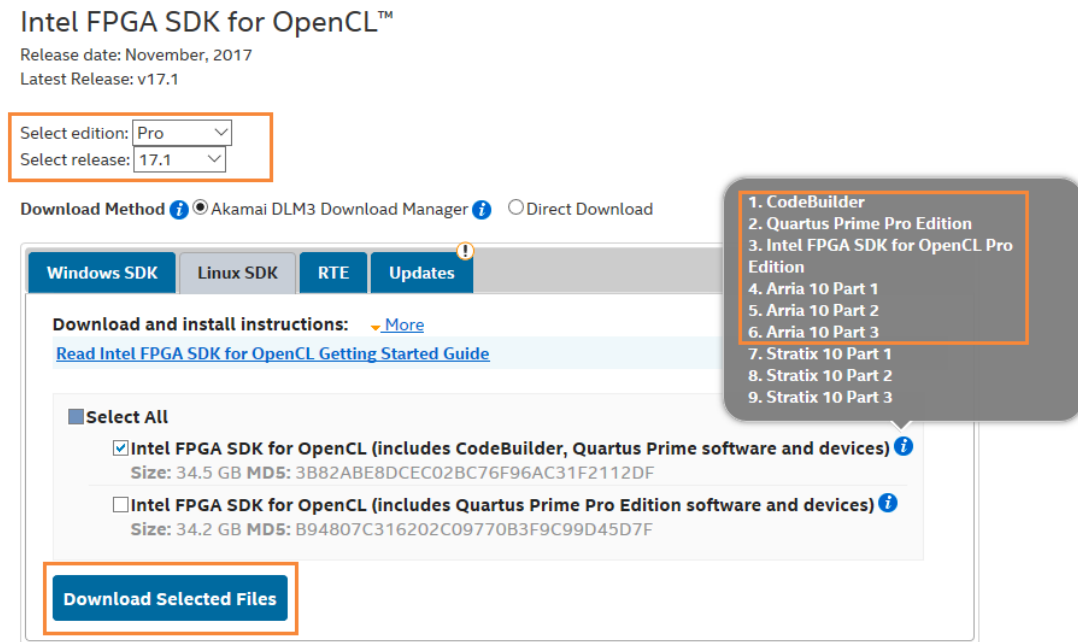 Intel FPGA SDK for OpenCL™
Release date: November, 2017
Latest Release: v17.1
Select edition: Pro
Select release: 17.1
Download Method i Akamai DLM3 Download Manager i Direct Download
1. CodeBuilder
2. Quartus Prime Pro Edition
3. Intel FPGA SDK for OpenCL Pro
Edition
4. Arria 10 Part 1
5. Arria 10 Part 2
6. Arria 10 Part 3
7. Stratix 10 Part 1
8. Stratix 10 Part 2
9. Stratix 10 Part 3
Windows SDK Linux SDK RTE Updates !
Download and install instructions: More
Read Intel FPGA SDK for OpenCL Getting Started Guide
Select All
Intel FPGA SDK for OpenCL (includes CodeBuilder, Quartus Prime software and devices) i
Size: 34.5 GB MD5: 3B82ABE8DCEC02BC76F96AC31F2112DF
Intel FPGA SDK for OpenCL (includes Quartus Prime Pro Edition software and devices) i
Size: 34.2 GB MD5: B94807C316202C09770B3F9C99D45D7F
Download Selected Files